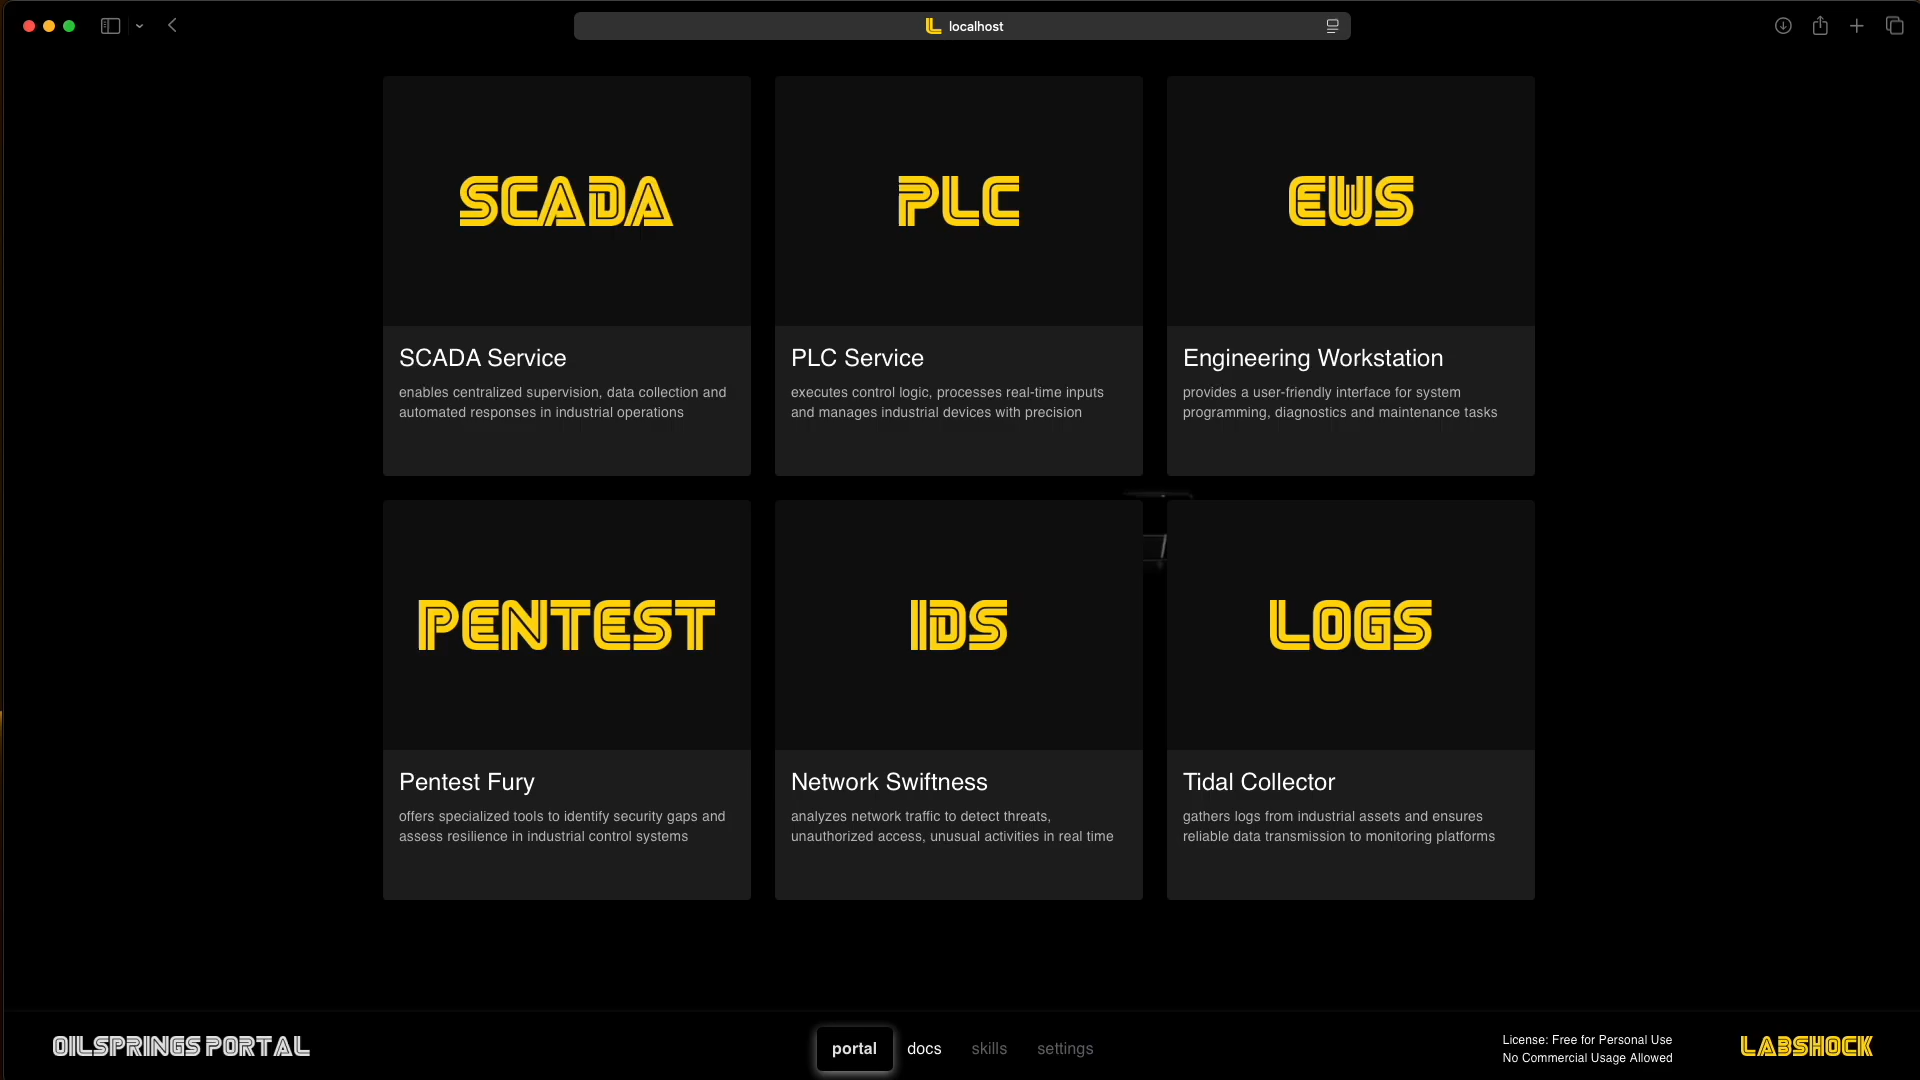 localhost
SCADA
PLC
EWS
SCADA Service
enables centralized supervision, data collection and
automated responses in industrial operations
PLC Service
executes control logic, processes real-time inputs
and manages industrial devices with precision
Engineering Workstation
provides a user-friendly interface for system
programming, diagnostics and maintenance tasks
PENTEST
IDS
LOGS
Pentest Fury
offers specialized tools to identify security gaps and
assess resilience in industrial control systems
Network Swiftness
analyzes network traffic to detect threats,
unauthorized access, unusual activities in real time
Tidal Collector
gathers logs from industrial assets and ensures
reliable data transmission to monitoring platforms
OILSPRINGS PORTAL
portal
docs
skills
settings
License: Free for Personal Use
No Commercial Usage Allowed
LABSHOCK